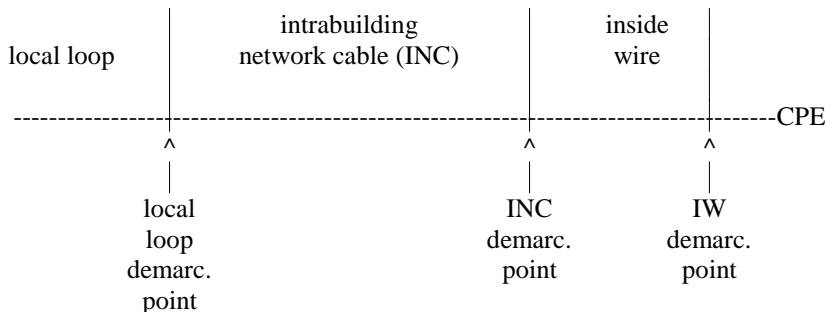 local loop
intrabuilding
network cable (INC)
inside
wire
CPE
local
loop
demarc.
point
INC
demarc.
point
IW
demarc.
point